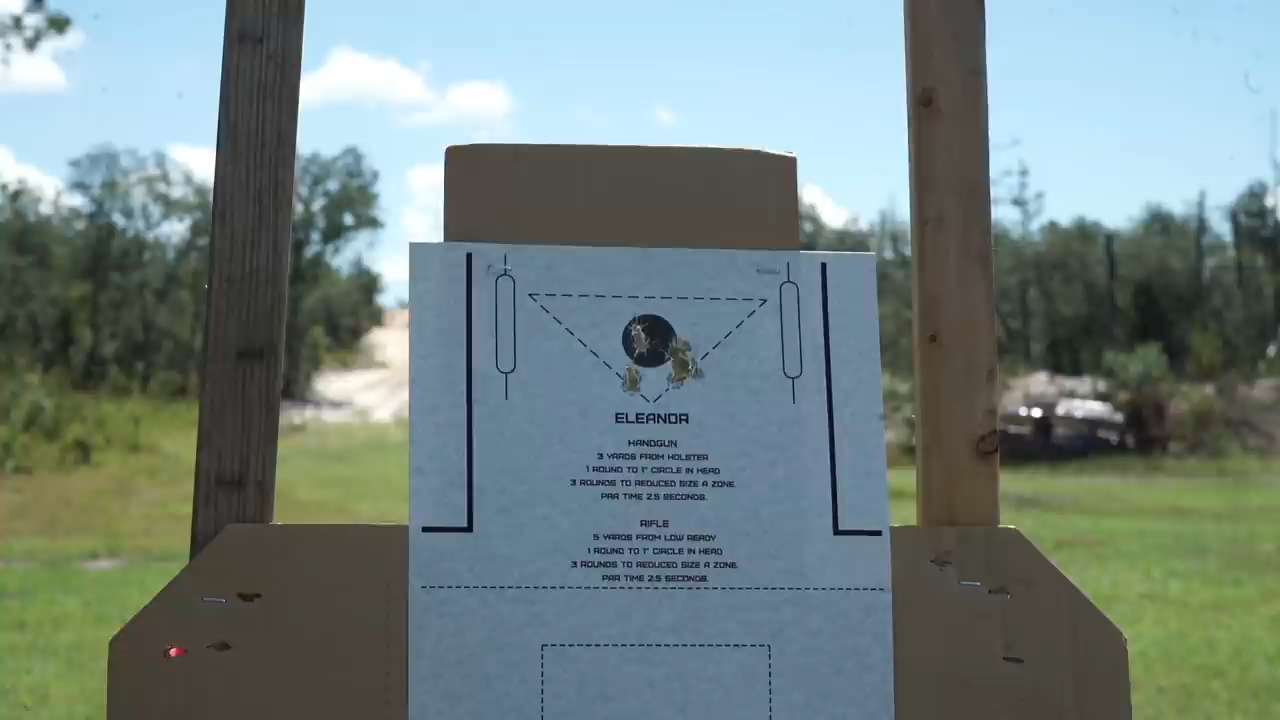 ELEANOR
HANDGUN
3 YARDS FROM HOLSTER
1 ROUND TO 1" CIRCLE IN HEAD
3 ROUNDS TO REDUCED SIZE A ZONE.
PAR TIME 2.5 SECONDS.
RIFLE
5 YARDS FROM LOW READY
1 ROUND TO 1" CIRCLE IN HEAD
3 ROUNDS TO REDUCED SIZE A ZONE.
PAR TIME 2.5 SECONDS.